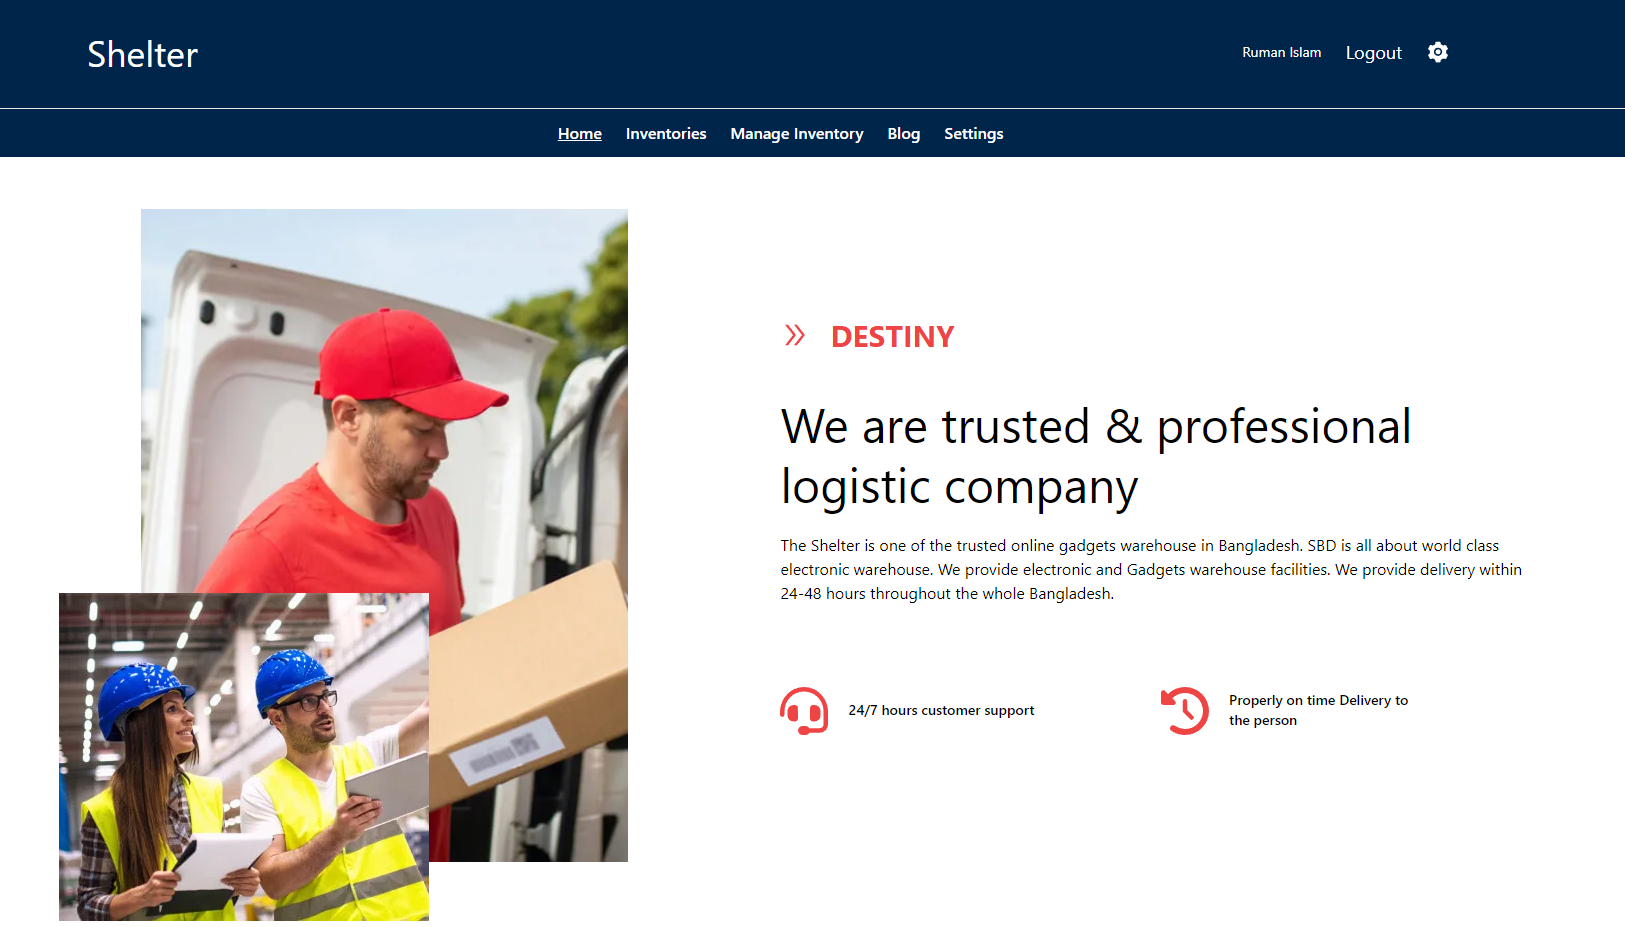 Shelter
Ruman Islam
Logout
Home
Inventories
Manage Inventory
Blog
Settings
DESTINY
We are trusted & professional
logistic company
The Shelter is one of the trusted online gadgets warehouse in Bangladesh. SBD is all about world class
electronic warehouse. We provide electronic and Gadgets warehouse facilities. We provide delivery within
24-48 hours throughout the whole Bangladesh.
24/7 hours customer support
Properly on time Delivery to
the person